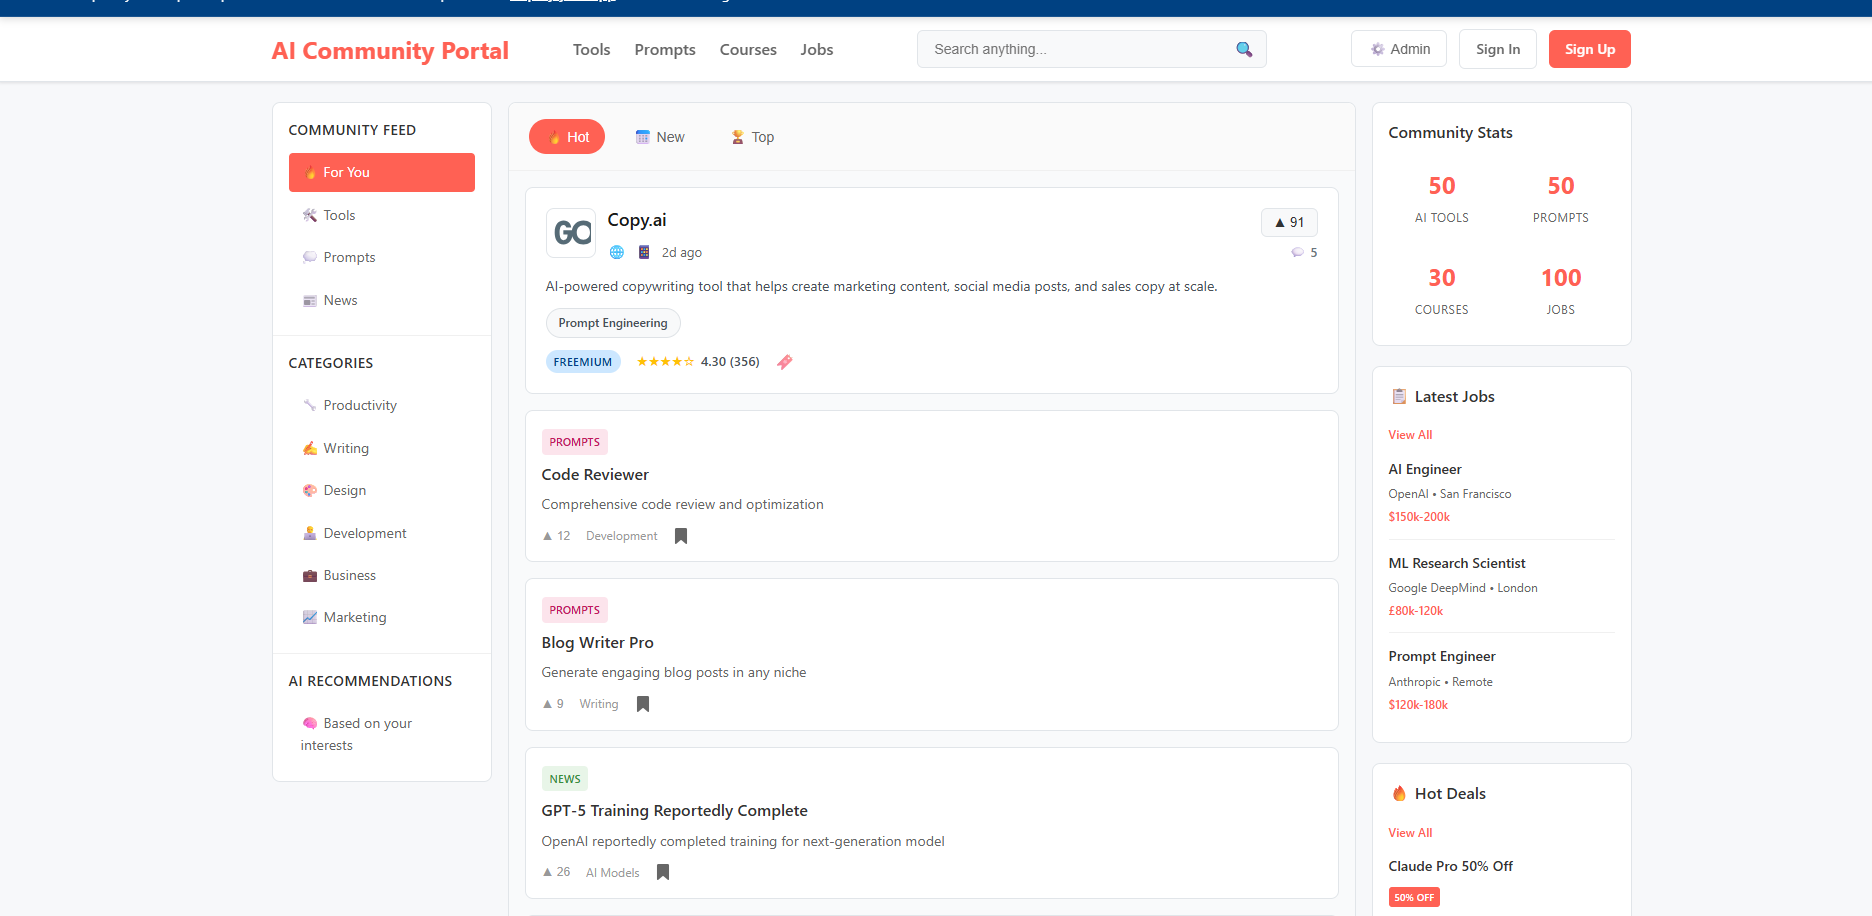 AI Community Portal
Tools
Prompts
Courses
Jobs
Search anything...
Admin
Sign In
Sign Up
COMMUNITY FEED
For You
Tools
Prompts
News
CATEGORIES
Productivity
Writing
Design
Development
Business
Marketing
AI RECOMMENDATIONS
Based on your
interests
Hot
New
Top
GO
Copy.ai
▲ 91
2d ago
5
AI-powered copywriting tool that helps create marketing content, social media posts, and sales copy at scale.
Prompt Engineering
FREEMIUM
★★★★☆ 4.30 (356)
PROMPTS
Code Reviewer
Comprehensive code review and optimization
▲ 12 Development
PROMPTS
Blog Writer Pro
Generate engaging blog posts in any niche
▲ 9 Writing
NEWS
GPT-5 Training Reportedly Complete
OpenAI reportedly completed training for next-generation model
▲ 26 AI Models
Community Stats
50
AI TOOLS
50
PROMPTS
30
COURSES
100
JOBS
Latest Jobs
View All
AI Engineer
OpenAI • San Francisco
$150k-200k
ML Research Scientist
Google DeepMind • London
£80k-120k
Prompt Engineer
Anthropic • Remote
$120k-180k
Hot Deals
View All
Claude Pro 50% Off
50% OFF